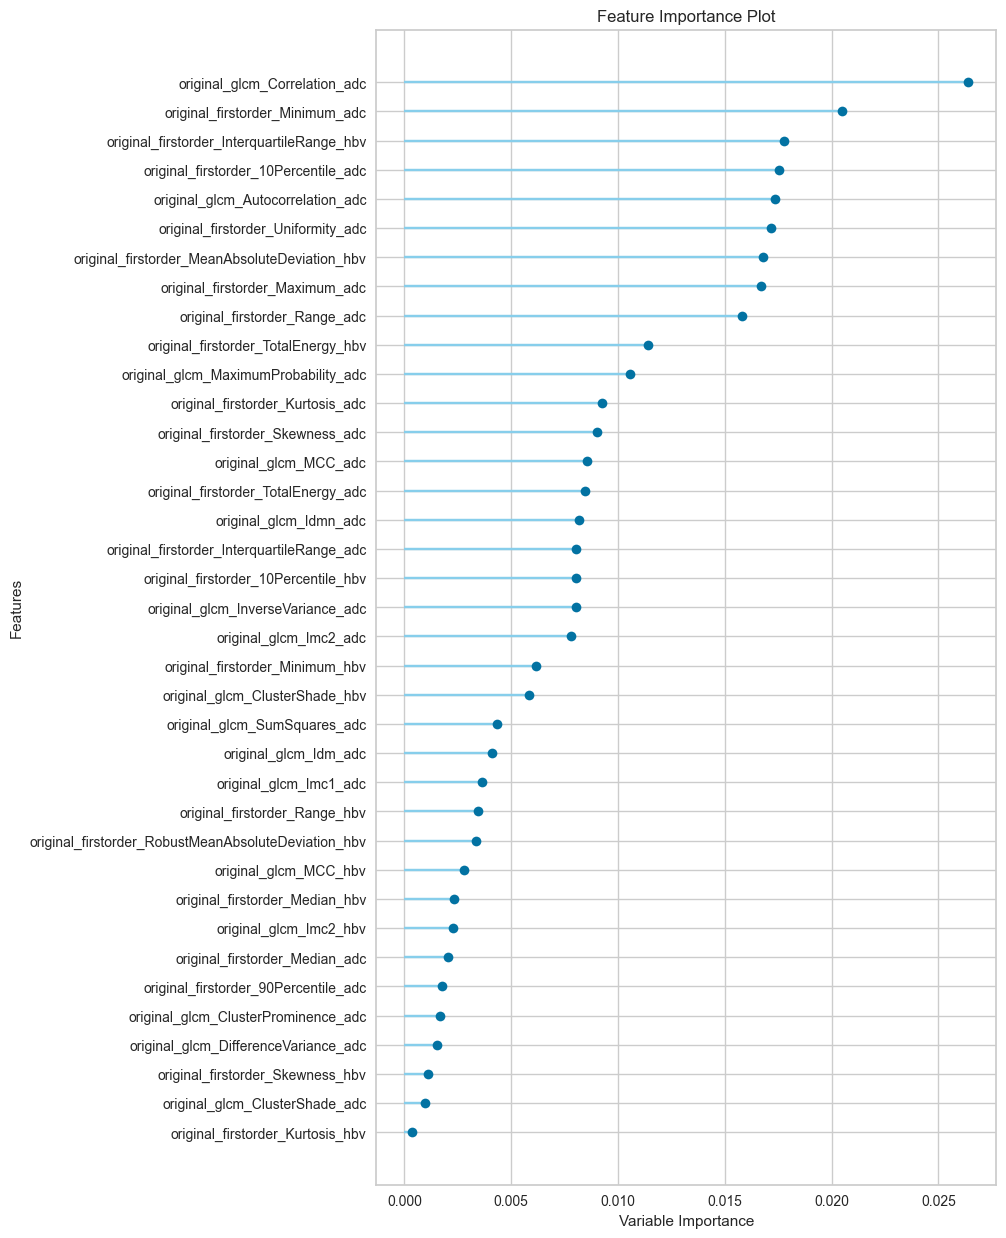 Feature Importance Plot
original_glcm_Correlation_adc
original_firstorder_Minimum_adc
original_firstorder_InterquartileRange_hbv
original_firstorder_10Percentile_adc
original_glcm_Autocorrelation_adc
original_firstorder_Uniformity_adc
original_firstorder_MeanAbsoluteDeviation_hbv
original_firstorder_Maximum_adc
original_firstorder_Range_adc
original_firstorder_TotalEnergy_hbv
original_glcm_MaximumProbability_adc
original_firstorder_Kurtosis_adc
original_firstorder_Skewness_adc
original_glcm_MCC_adc
original_firstorder_TotalEnergy_adc
original_glcm_Idmn_adc
original_firstorder_InterquartileRange_adc
original_firstorder_10Percentile_hbv
original_glcm_InverseVariance_adc
original_glcm_Imc2_adc
original_firstorder_Minimum_hbv
original_glcm_ClusterShade_hbv
original_glcm_SumSquares_adc
original_glcm_Idm_adc
original_glcm_Imc1_adc
original_firstorder_Range_hbv
original_firstorder_RobustMeanAbsoluteDeviation_hbv
original_glcm_MCC_hbv
original_firstorder_Median_hbv
original_glcm_Imc2_hbv
original_firstorder_Median_adc
original_firstorder_90Percentile_adc
original_glcm_ClusterProminence_adc
original_glcm_DifferenceVariance_adc
original_firstorder_Skewness_hbv
original_glcm_ClusterShade_adc
original_firstorder_Kurtosis_hbv
Features
0.000 0.005 0.010 0.015 0.020 0.025
Variable Importance